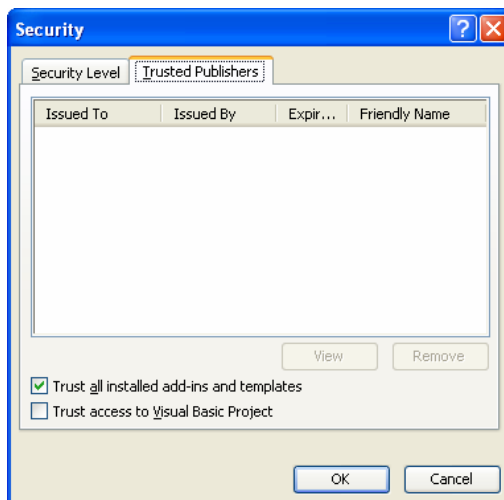 Security
Security Level Trusted Publishers
Issued To Issued By Expir... Friendly Name
View Remove
Trust all installed add-ins and templates
Trust access to Visual Basic Project
OK Cancel